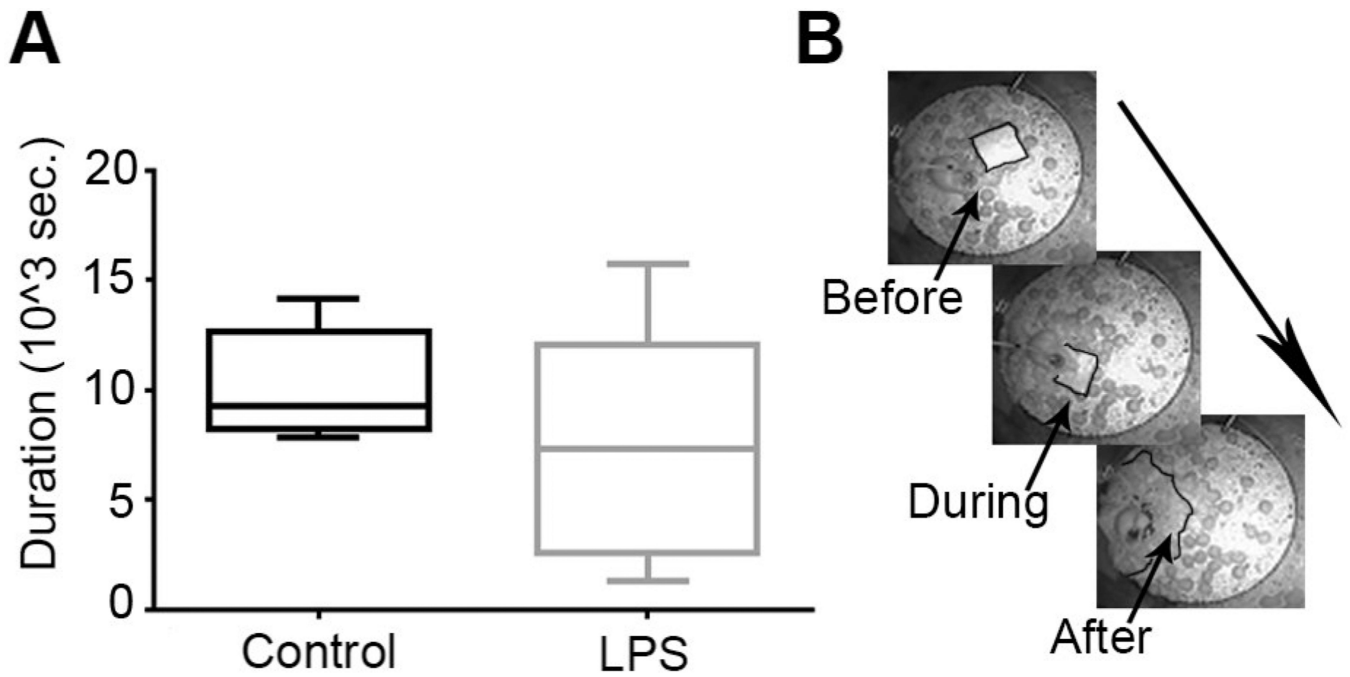 A
B
Duration (10^3 sec.)
20
15
10
5
0
Control
LPS
Before
During
After